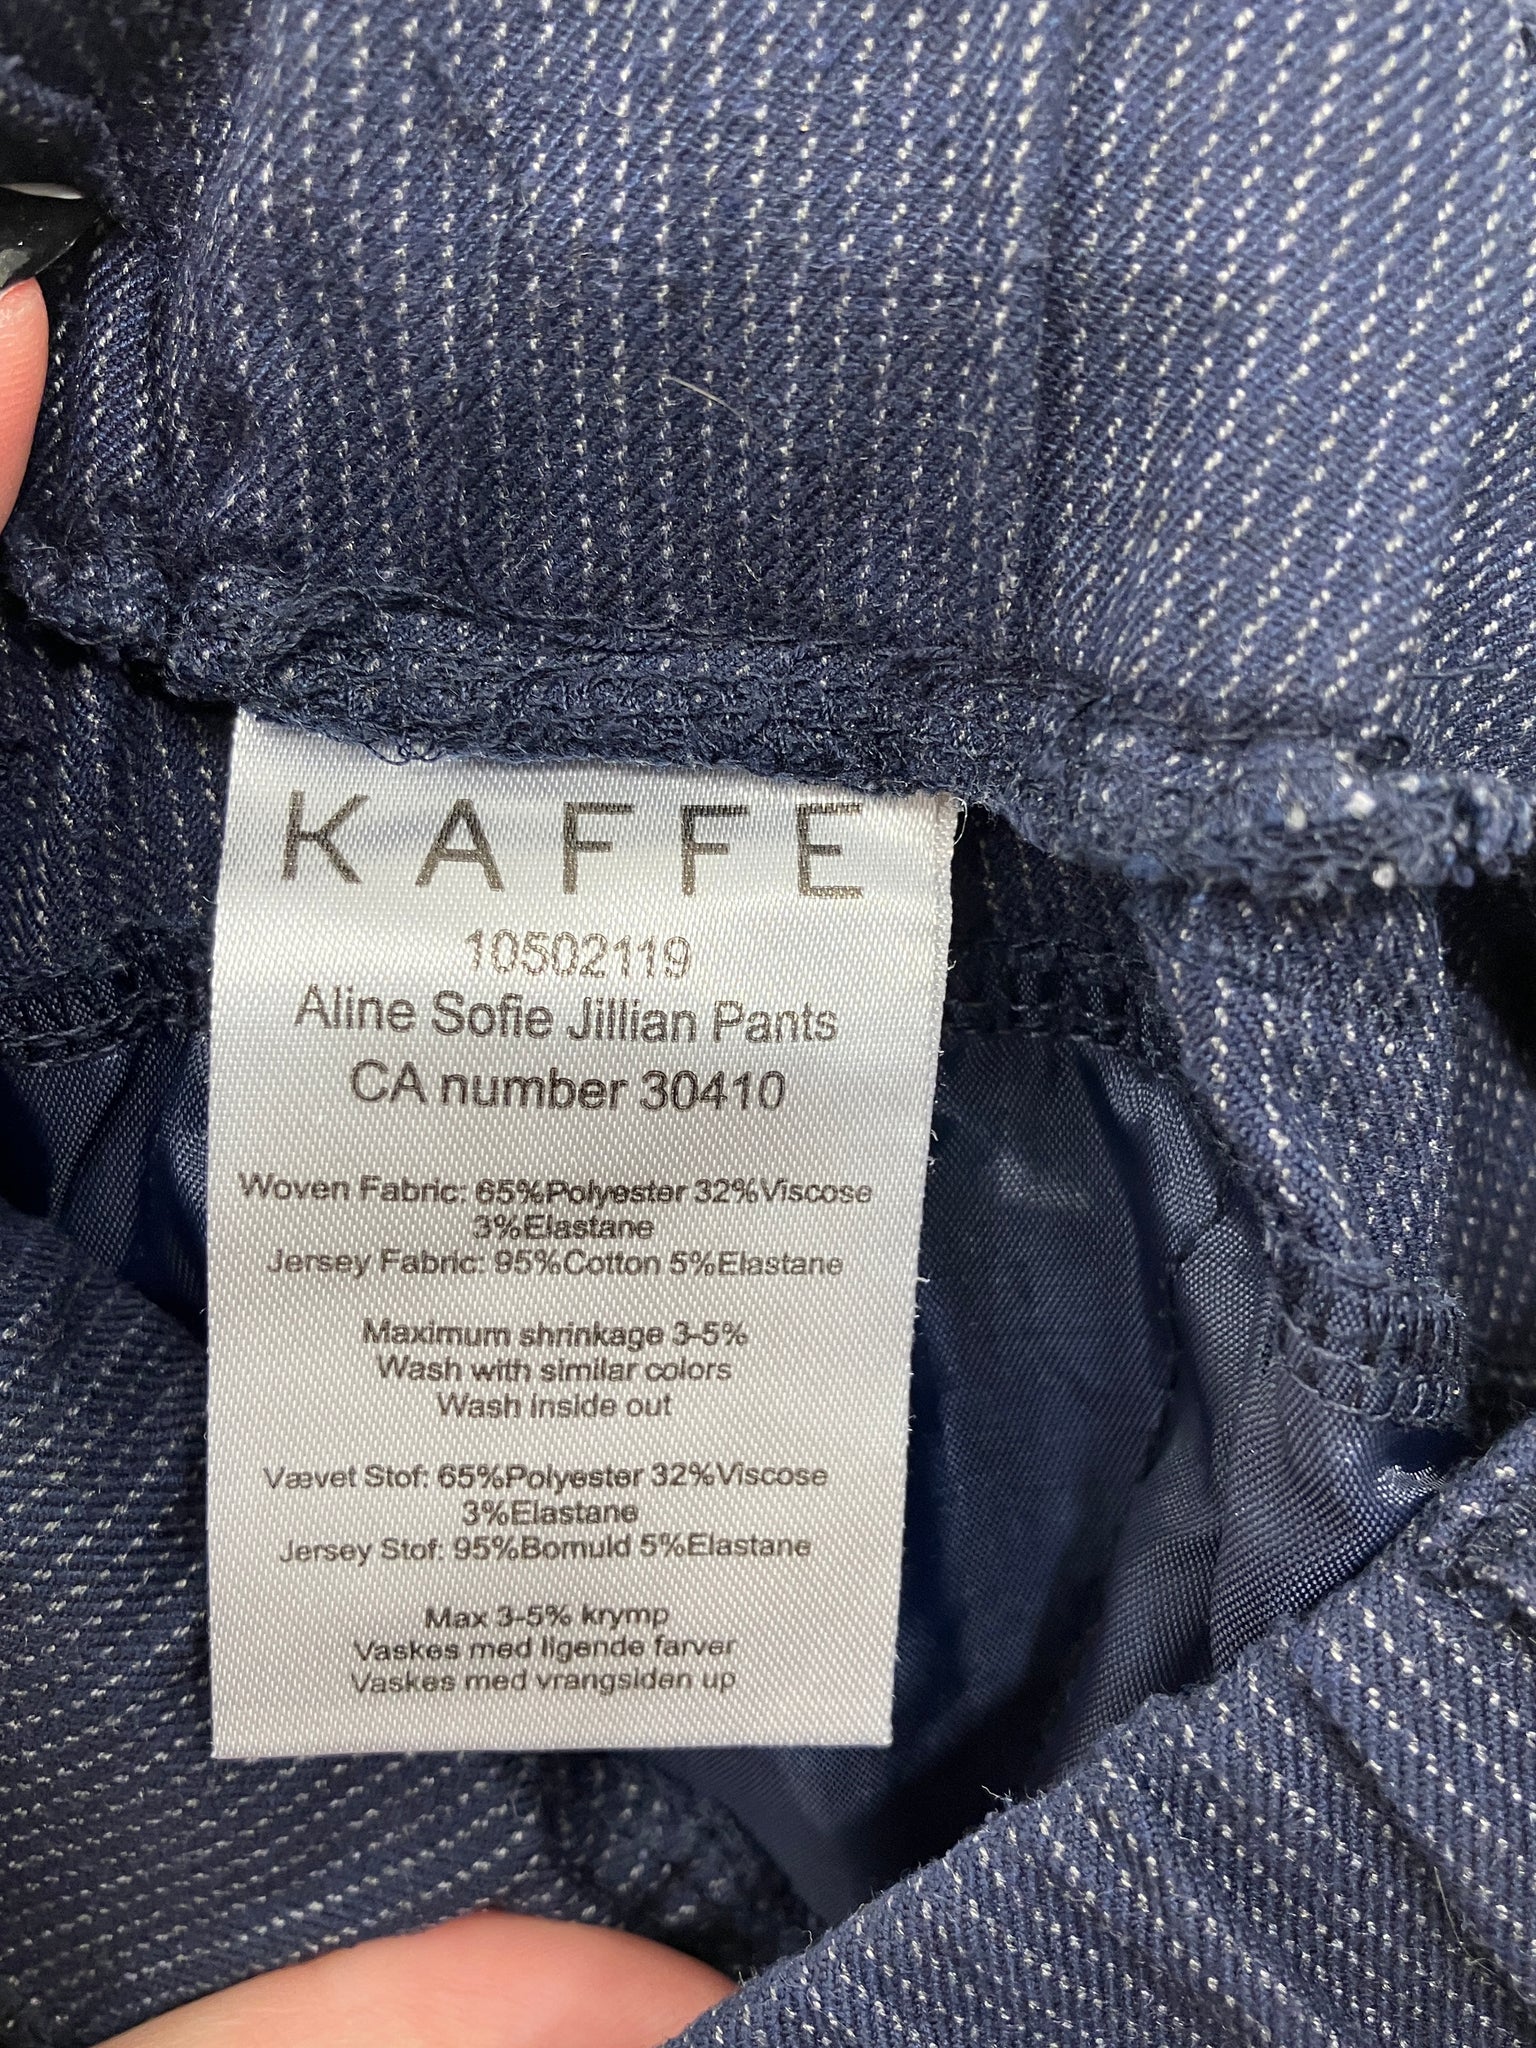 KAFFE
10502119
Aline Sofie Jillian Pants
CA number 30410
Woven Fabric: 65%Polyester 32%Viscose
3%Elastane
Jersey Fabric: 95%Cotton 5%Elastane
Maximum shrinkage 3-5%
Wash with similar colors
Wash inside out
Vævet Stof: 65%Polyester 32%Viscose
3%Elastane
Jersey Stof: 95%Bomuld 5%Elastane
Max 3-5% krymp
Vaskes med ligende farver
Vaskes med vrangsiden up